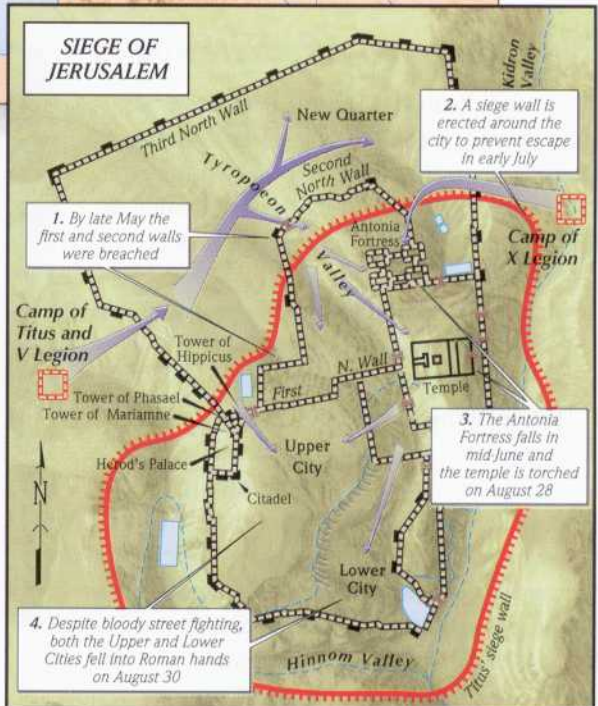 SIEGE OF
JERUSALEM
Kidron
Valley
Third North Wall
New Quarter
2. A siege wall is
erected around the
city to prevent escape
in early July
Tyropoeon
Valley
Second
North Wall
1. By late May the
first and second walls
were breached
Antonia
Fortress
Camp of
X Legion
Camp of
Titus and
V Legion
Tower of
Hippicus
First
N. Wall
Temple
Tower of Phasael
Tower of Mariamne
3. The Antonia
Fortress falls in
mid-June and
the temple is torched
on August 28
Upper
City
Herod's Palace
Citadel
N
Lower
City
4. Despite bloody street fighting,
both the Upper and Lower
Cities fell into Roman hands
on August 30
Hinnom Valley
Titus' siege wall